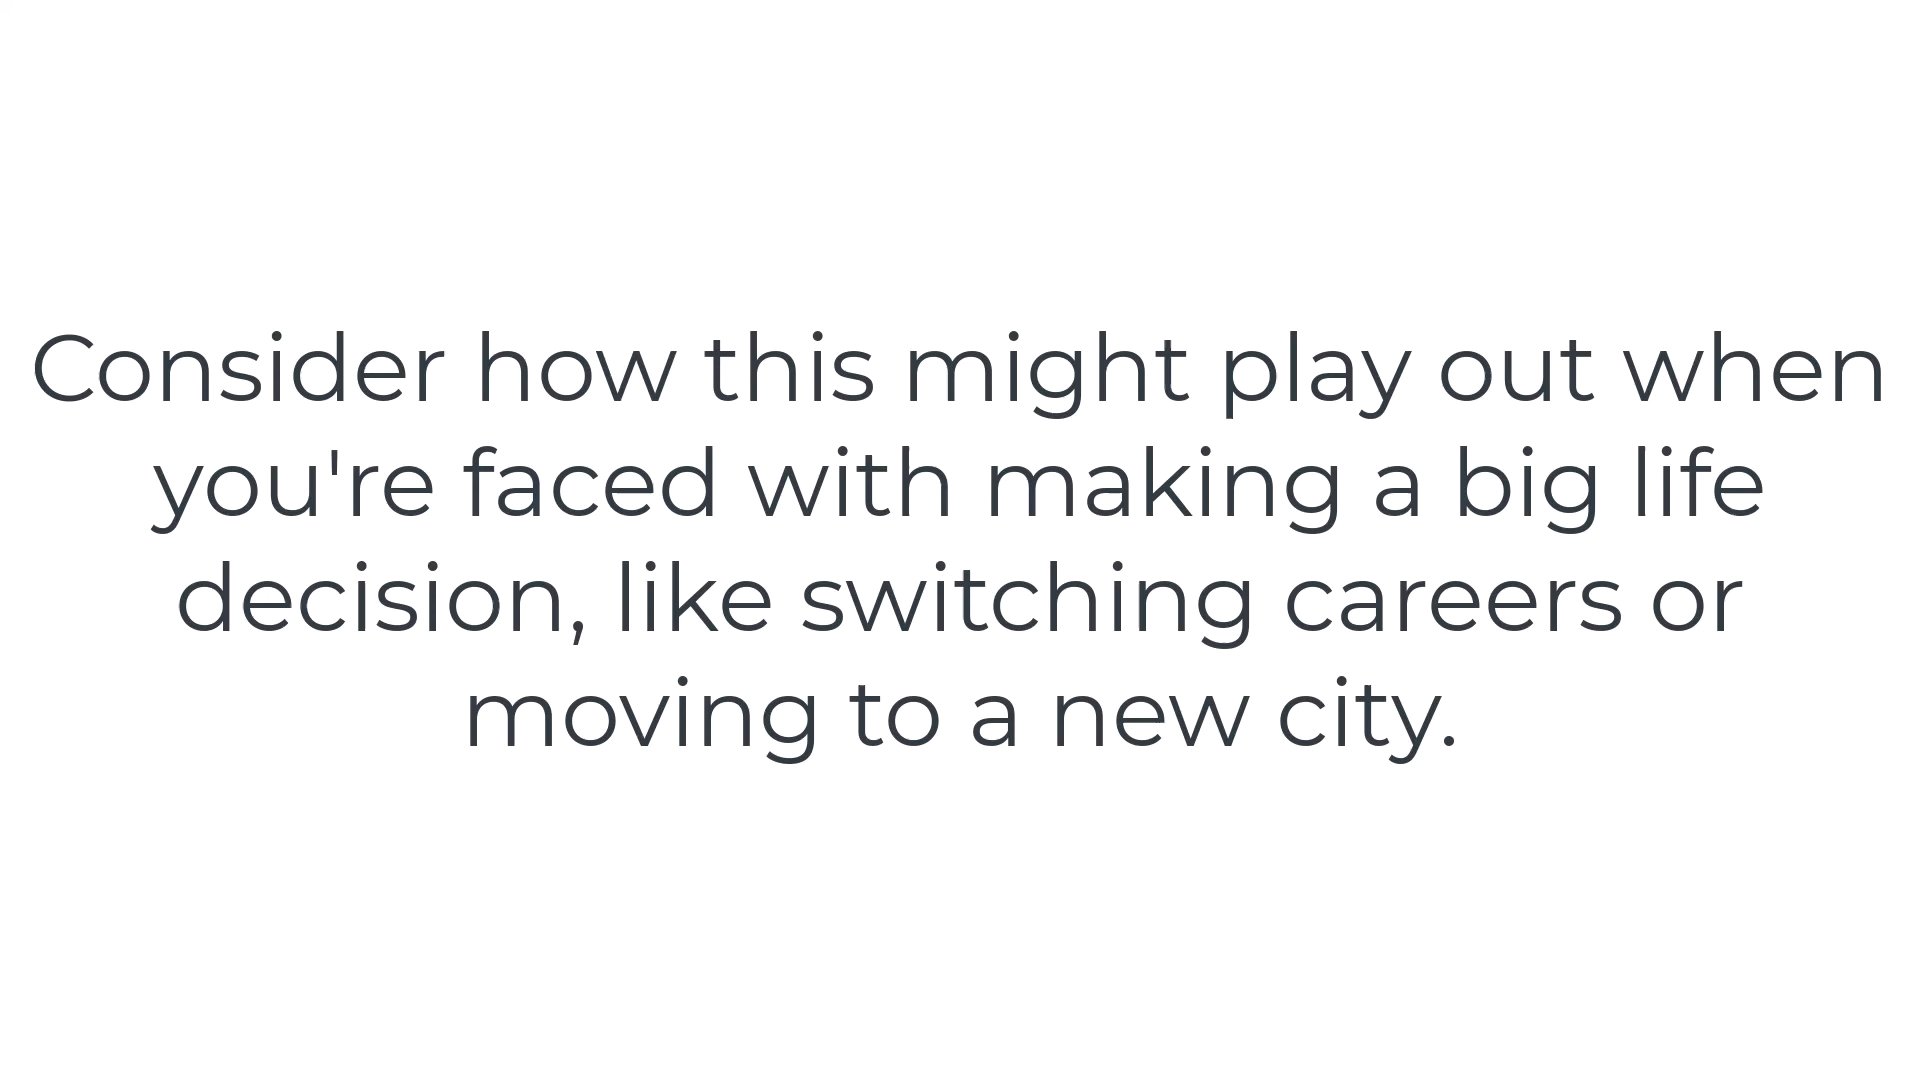 Consider how this might play out when
you're faced with making a big life
decision, like switching careers or
moving to a new city.